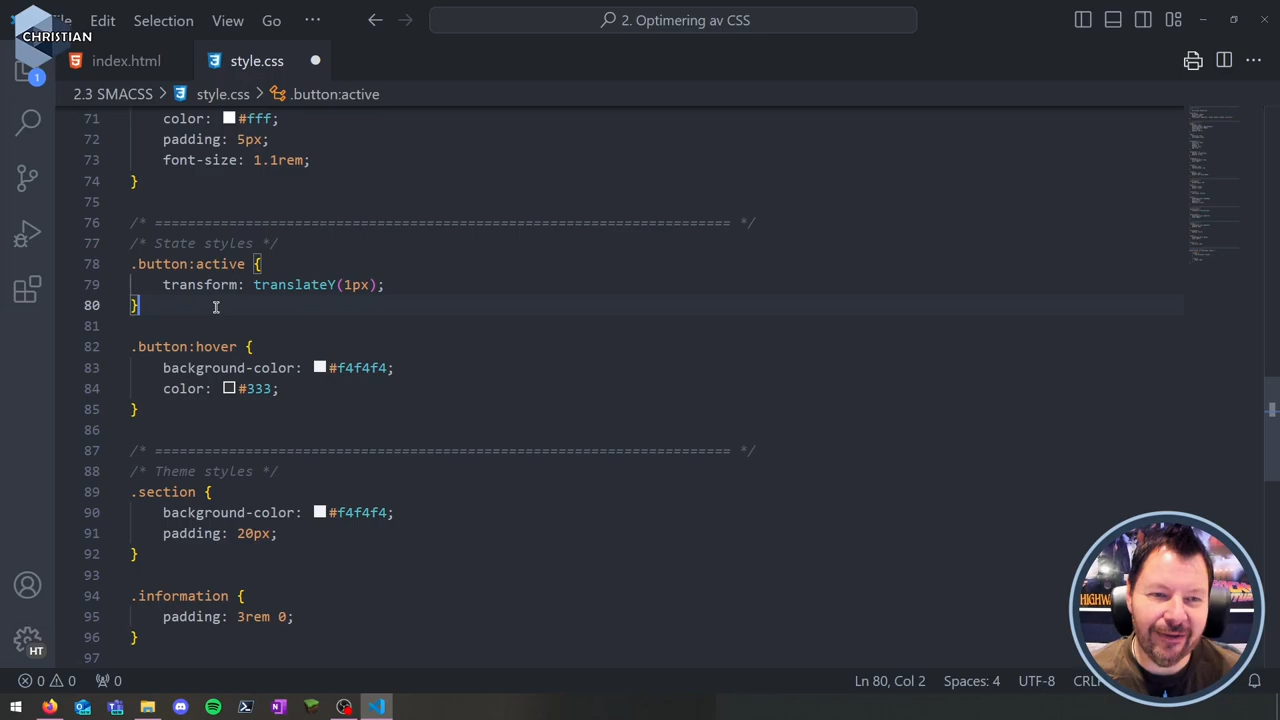 File Edit Selection View Go ··· 2. Optimering av CSS
CHRISTIAN
index.html style.css
2.3 SMACSS > style.css > .button:active
71 color: #fff;
72 padding: 5px;
73 font-size: 1.1rem;
74 }
75
76 /* ======================================================================== */
77 /* State styles */
78 .button:active {
79 transform: translateY(1px);
80 }
81
82 .button:hover {
83 background-color: #f4f4f4;
84 color: #333;
85 }
86
87 /* ======================================================================== */
88 /* Theme styles */
89 .section {
90 background-color: #f4f4f4;
91 padding: 20px;
92 }
93
94 .information {
95 padding: 3rem 0;
96 }
97
1
HT
0 0 0 Ln 80, Col 2 Spaces: 4 UTF-8